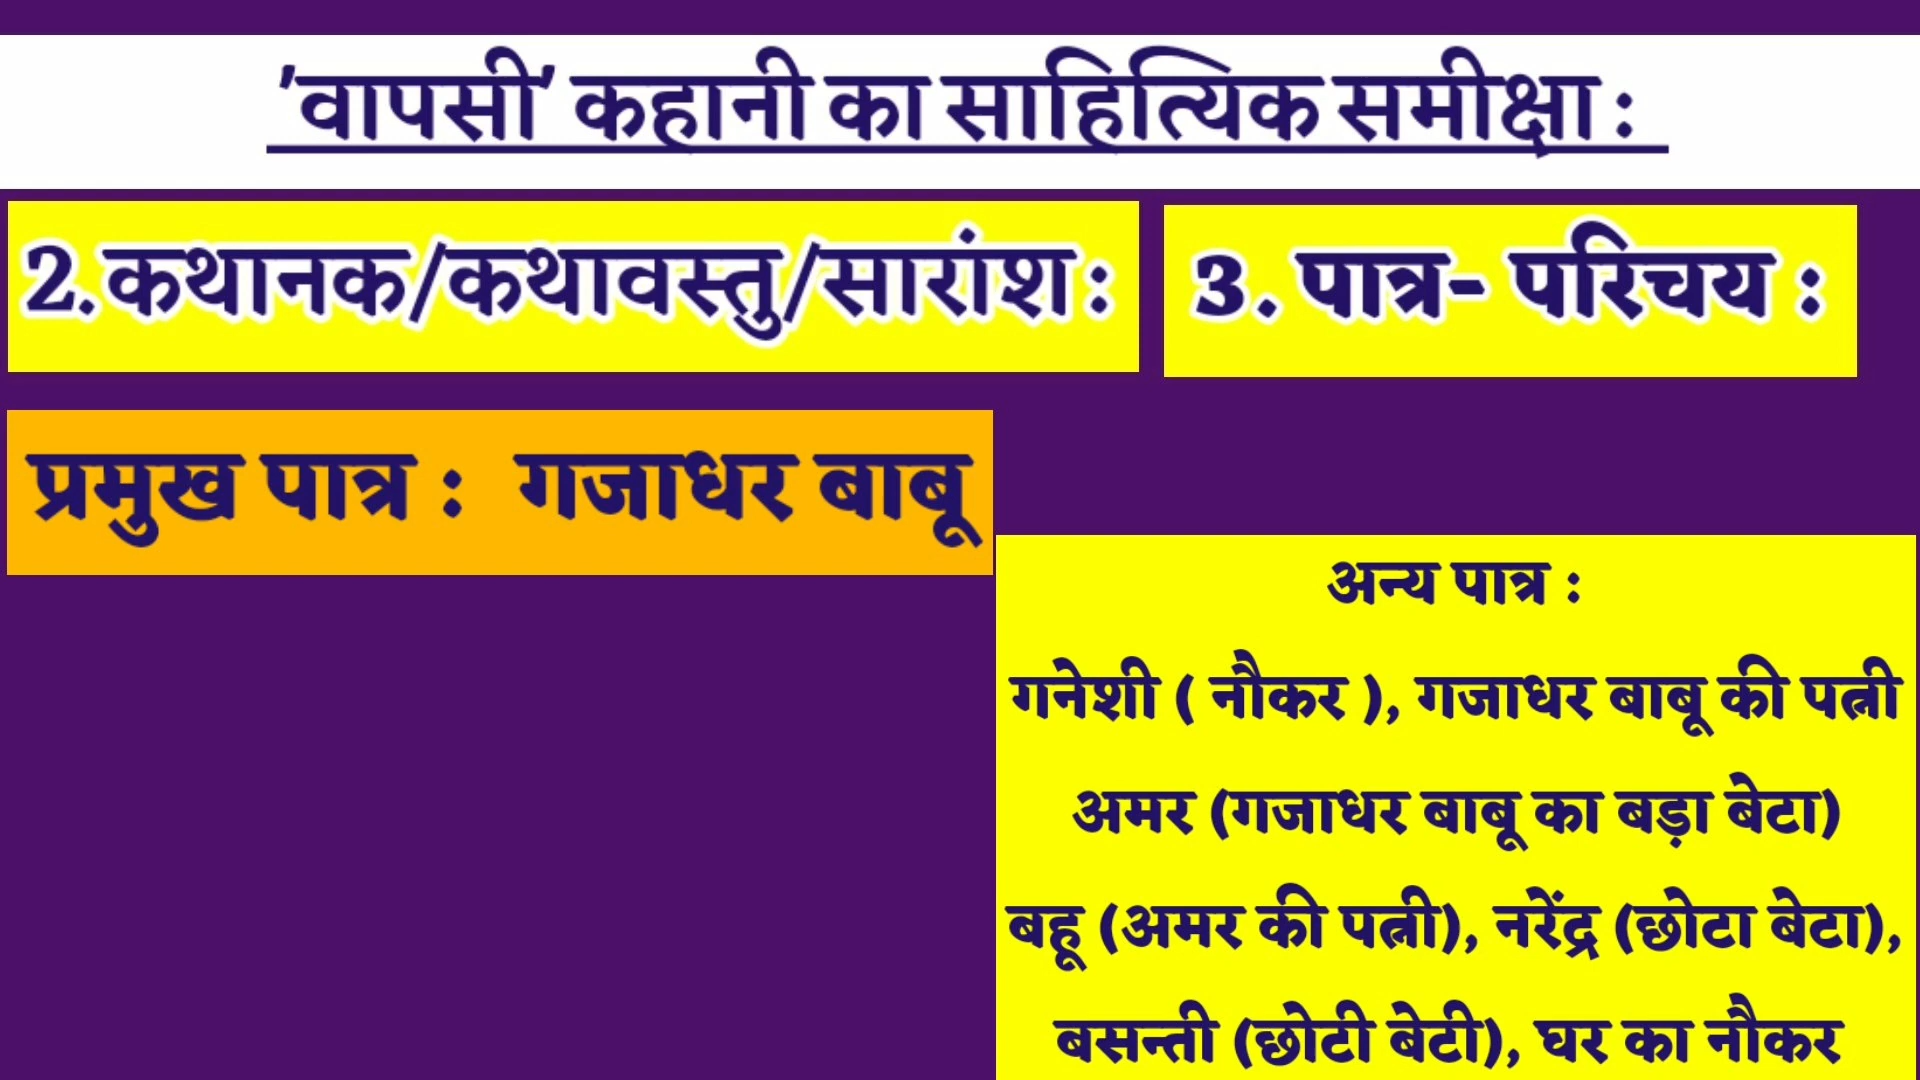 'वापसी' कहानी का साहित्यिक समीक्षा :
2. कथानक/कथावस्तु/सारांश :
3. पात्र- परिचय :
प्रमुख पात्र : गजाधर बाबू
अन्य पात्र :
गनेशी ( नौकर ), गजाधर बाबू की पत्नी
अमर (गजाधर बाबू का बड़ा बेटा)
बहू (अमर की पत्नी), नरेंद्र (छोटा बेटा),
बसन्ती (छोटी बेटी), घर का नौकर